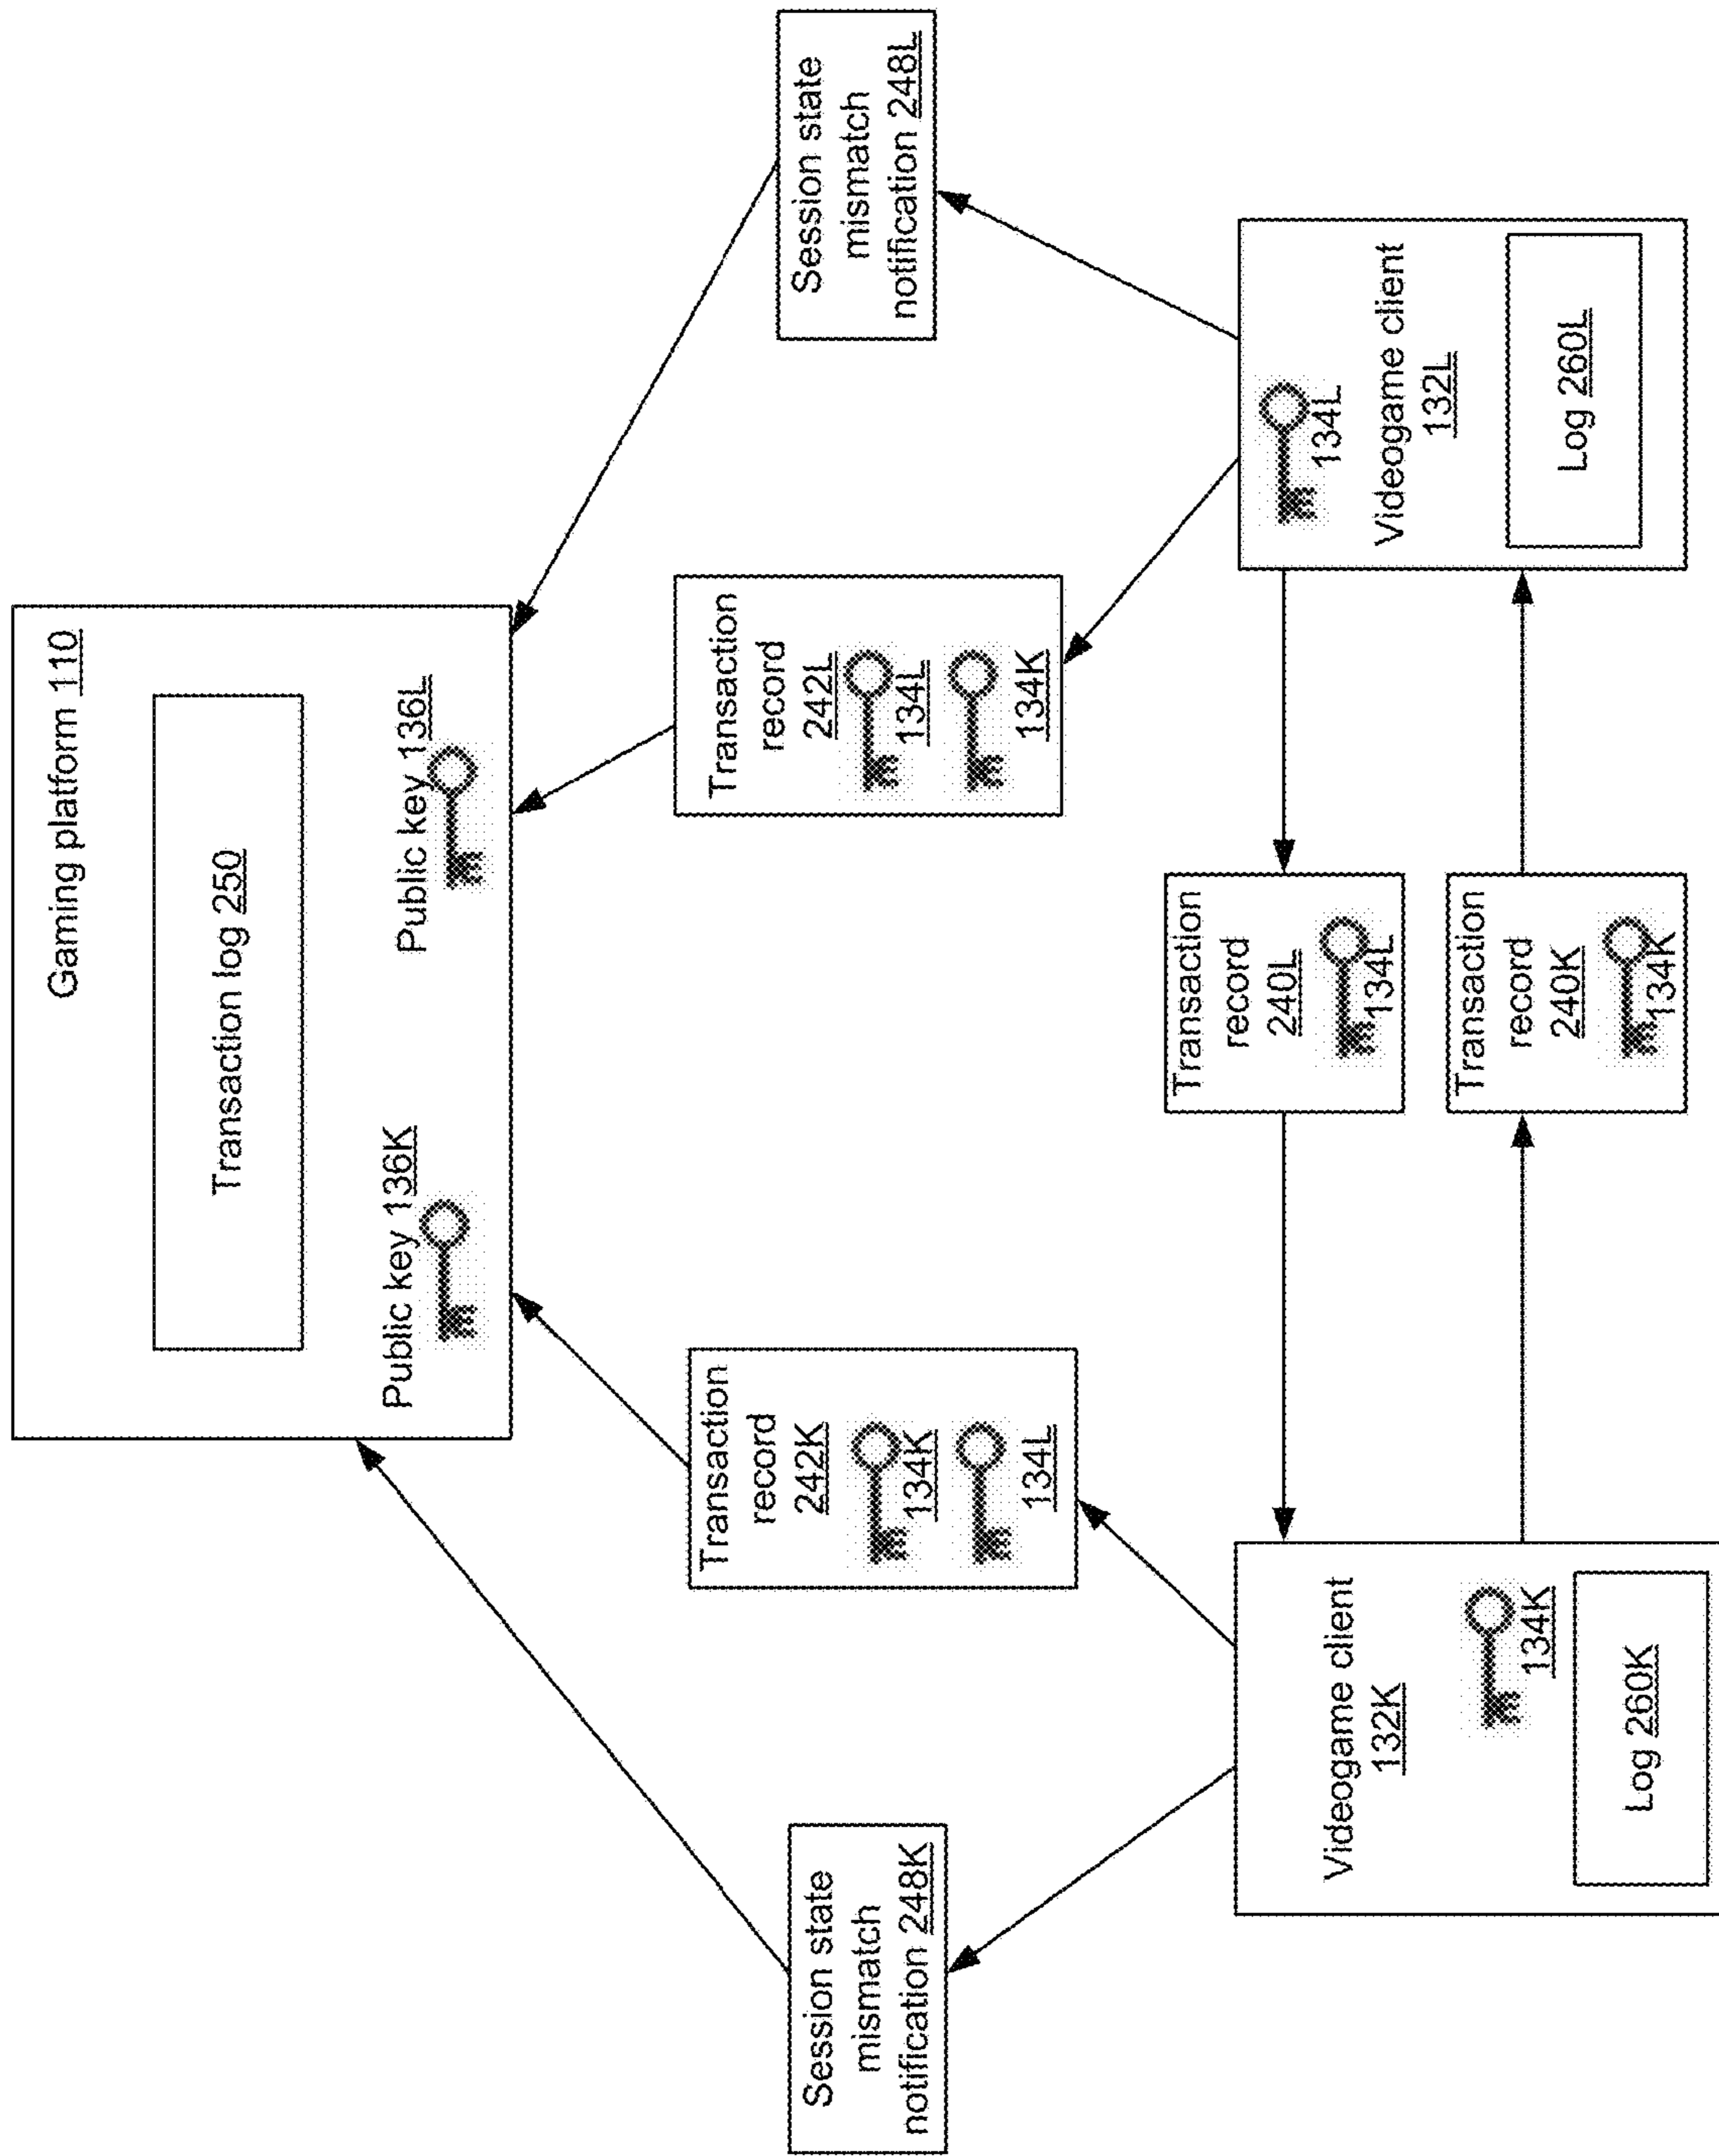 Gaming platform 110
Transaction log 250
Public key 136K
Public key 136L
Session state
mismatch
notification 248K
Transaction
record
242K
134K
134L
Transaction
record
242L
134L
134K
Session state
mismatch
notification 248L
Videogame client
132K
134K
Log 260K
Transaction
record
240L
134L
Transaction
record
240K
134K
134L
Videogame client
132L
Log 260L